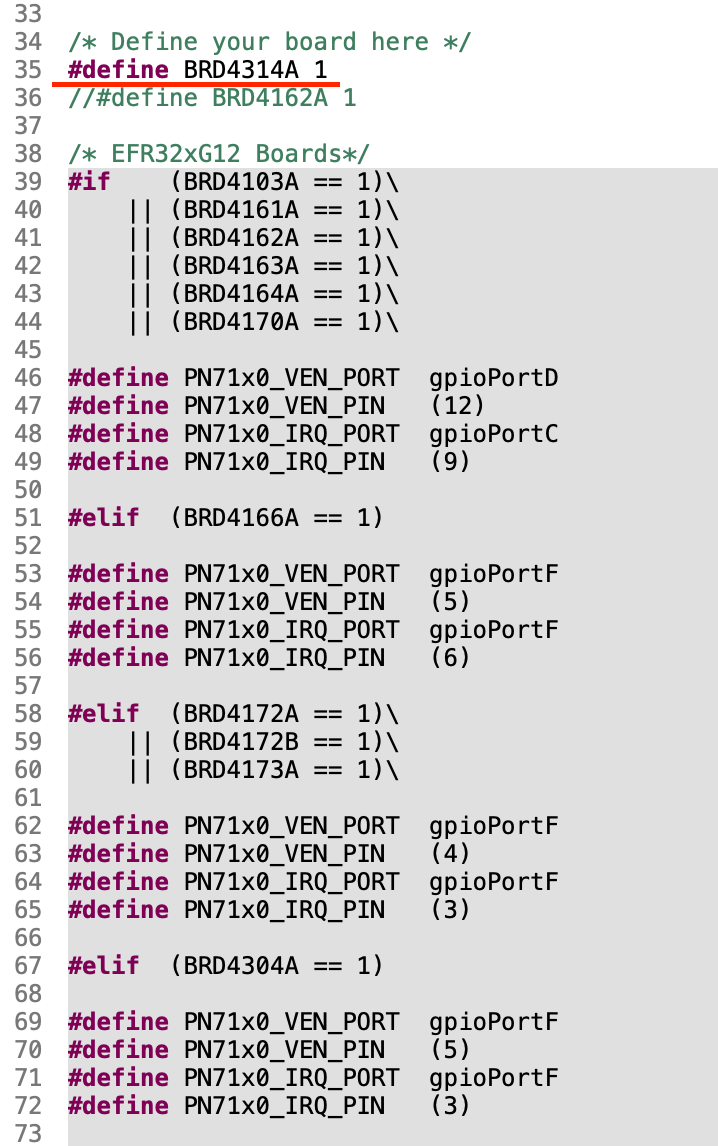 33
34 /* Define your board here */
35 #define BRD4314A 1
36 //#define BRD4162A 1
37
38 /* EFR32xG12 Boards*/
39 #if    (BRD4103A == 1)\
40     || (BRD4161A == 1)\
41     || (BRD4162A == 1)\
42     || (BRD4163A == 1)\
43     || (BRD4164A == 1)\
44     || (BRD4170A == 1)\
45
46 #define PN71x0_VEN_PORT  gpioPortD
47 #define PN71x0_VEN_PIN   (12)
48 #define PN71x0_IRQ_PORT  gpioPortC
49 #define PN71x0_IRQ_PIN   (9)
50
51 #elif  (BRD4166A == 1)
52
53 #define PN71x0_VEN_PORT  gpioPortF
54 #define PN71x0_VEN_PIN   (5)
55 #define PN71x0_IRQ_PORT  gpioPortF
56 #define PN71x0_IRQ_PIN   (6)
57
58 #elif  (BRD4172A == 1)\
59     || (BRD4172B == 1)\
60     || (BRD4173A == 1)\
61
62 #define PN71x0_VEN_PORT  gpioPortF
63 #define PN71x0_VEN_PIN   (4)
64 #define PN71x0_IRQ_PORT  gpioPortF
65 #define PN71x0_IRQ_PIN   (3)
66
67 #elif  (BRD4304A == 1)
68
69 #define PN71x0_VEN_PORT  gpioPortF
70 #define PN71x0_VEN_PIN   (5)
71 #define PN71x0_IRQ_PORT  gpioPortF
72 #define PN71x0_IRQ_PIN   (3)
73